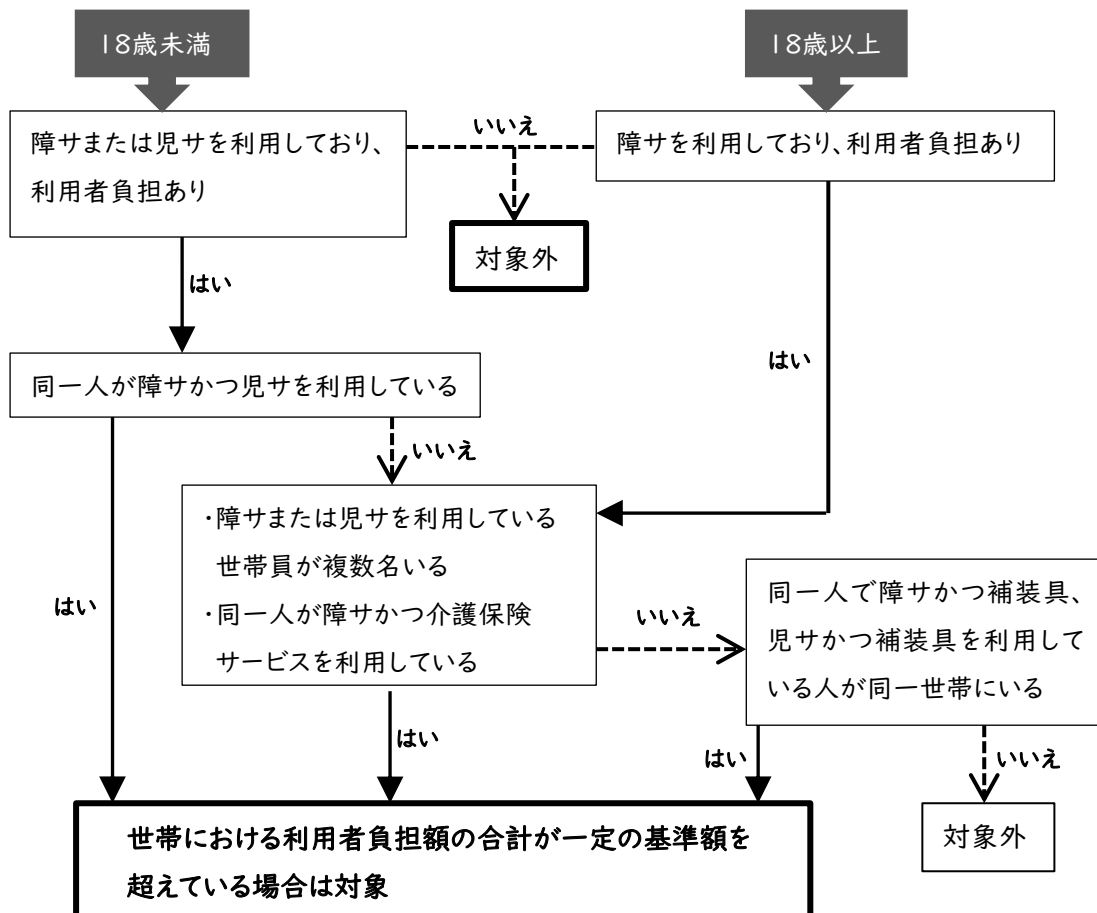 18歳未満
18歳以上
障サまたは児サを利用しており、
利用者負担あり
いいえ
障サを利用しており、利用者負担あり
対象外
はい
はい
同一人が障サかつ児サを利用している
いいえ
・障サまたは児サを利用している
世帯員が複数名いる
・同一人が障サかつ介護保険
サービスを利用している
はい
いいえ
同一人で障サかつ補装具、
児サかつ補装具を利用して
いる人が同一世帯にいる
はい
はい
いいえ
世帯における利用者負担額の合計が一定の基準額を
超えている場合は対象
対象外